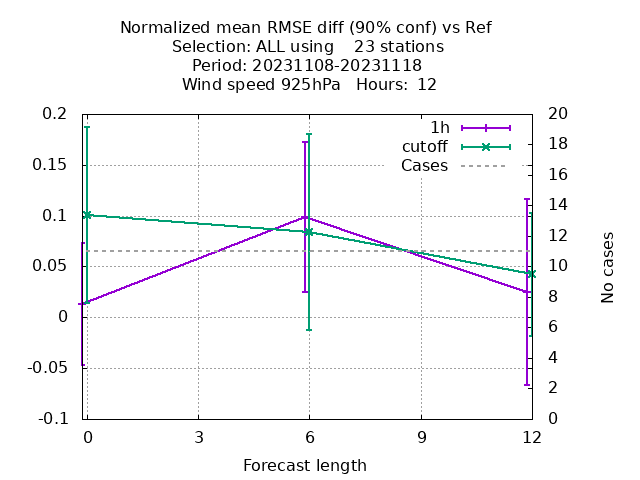 Normalized mean RMSE diff (90% conf) vs Ref
Selection: ALL using    23 stations
Period: 20231108-20231118
Wind speed 925hPa   Hours:  12
1h
cutoff
Cases
0.2
0.15
0.1
0.05
0
-0.05
-0.1
20
18
16
14
12
10
8
6
4
2
0
No cases
0
3
6
9
12
Forecast length